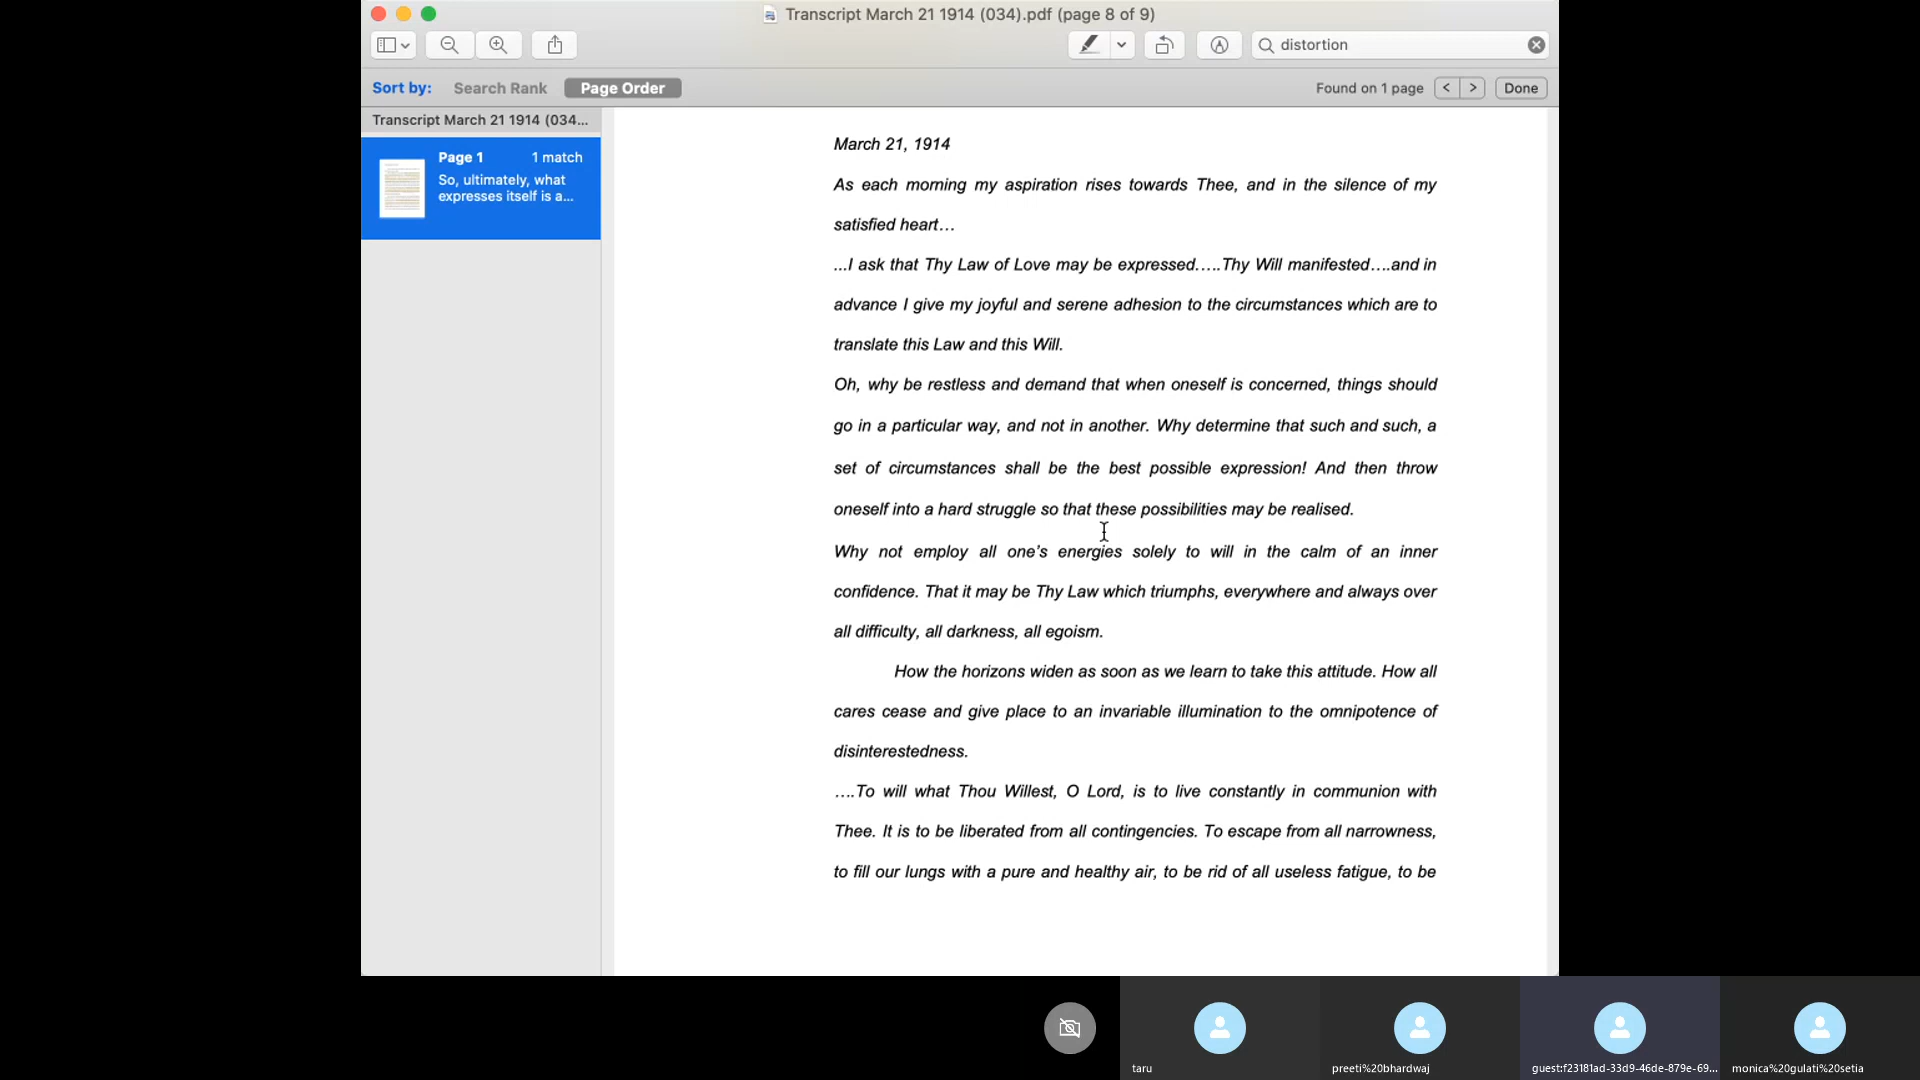 Transcript March 21 1914 (034).pdf (page 8 of 9)
distortion
Sort by: Search Rank Page Order Found on 1 page < > Done
Transcript March 21 1914 (034...
Page 1 1 match
So, ultimately, what
expresses itself is a...
March 21, 1914
As each morning my aspiration rises towards Thee, and in the silence of my
satisfied heart…
...I ask that Thy Law of Love may be expressed.….Thy Will manifested….and in
advance I give my joyful and serene adhesion to the circumstances which are to
translate this Law and this Will.
Oh, why be restless and demand that when oneself is concerned, things should
go in a particular way, and not in another. Why determine that such and such, a
set of circumstances shall be the best possible expression! And then throw
oneself into a hard struggle so that these possibilities may be realised.
Why not employ all one’s energies solely to will in the calm of an inner
confidence. That it may be Thy Law which triumphs, everywhere and always over
all difficulty, all darkness, all egoism.
How the horizons widen as soon as we learn to take this attitude. How all
cares cease and give place to an invariable illumination to the omnipotence of
disinterestedness.
….To will what Thou Willest, O Lord, is to live constantly in communion with
Thee. It is to be liberated from all contingencies. To escape from all narrowness,
to fill our lungs with a pure and healthy air, to be rid of all useless fatigue, to be
taru
preeti%20bhardwaj
guest:f23181ad-33d9-46de-879e-69...
monica%20gulati%20setia